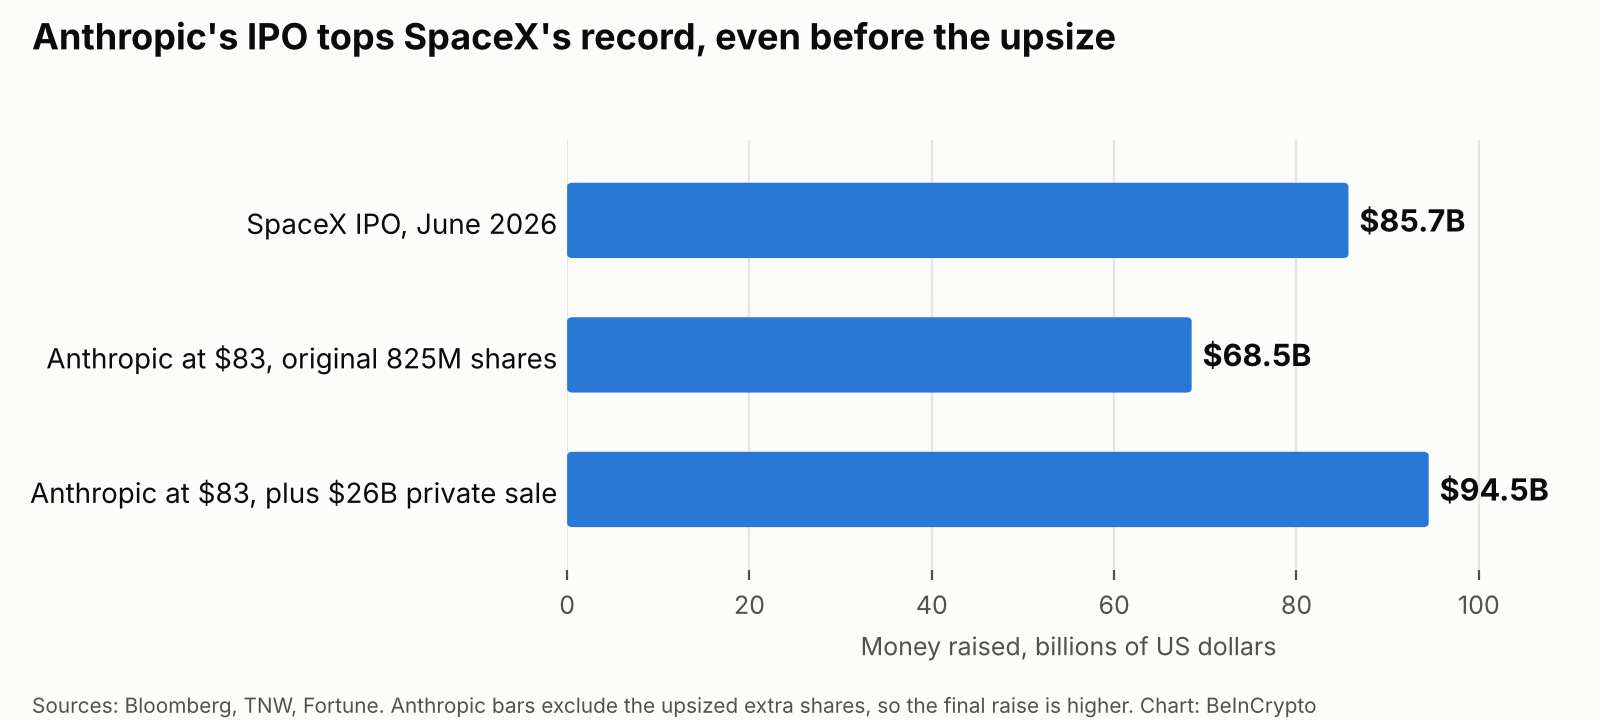 Anthropic's IPO tops SpaceX's record, even before the upsize
SpaceX IPO, June 2026
$85.7B
Anthropic at $83, original 825M shares
$68.5B
Anthropic at $83, plus $26B private sale
$94.5B
0 20 40 60 80 100
Money raised, billions of US dollars
Sources: Bloomberg, TNW, Fortune. Anthropic bars exclude the upsized extra shares, so the final raise is higher. Chart: BeInCrypto